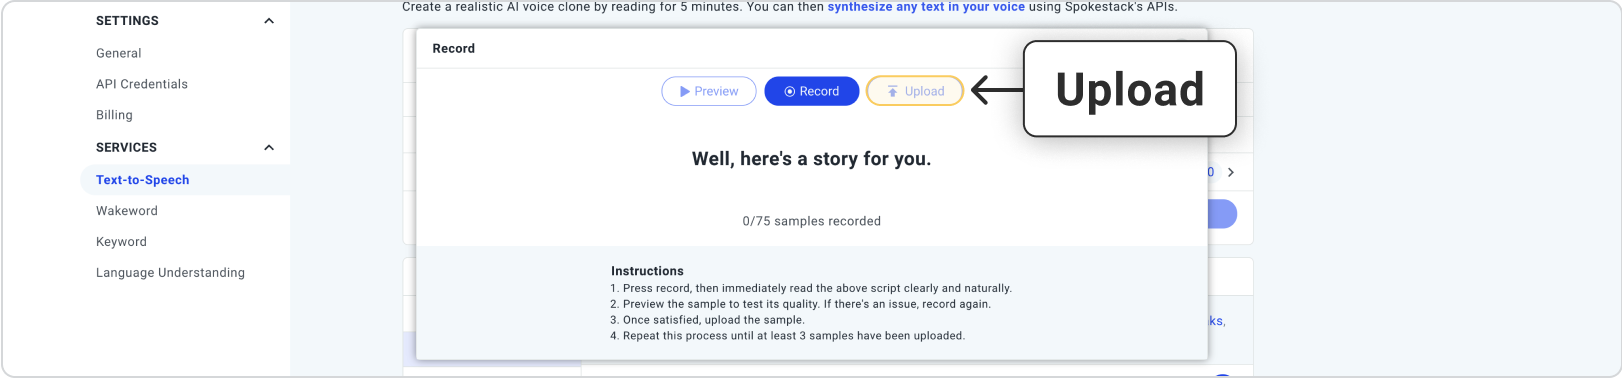 SETTINGS
General
API Credentials
Billing
SERVICES
Text-to-Speech
Wakeword
Keyword
Language Understanding
Create a realistic AI voice clone by reading for 5 minutes. You can then synthesize any text in your voice using Spokestack's APIs.
Record
Preview
Record
Upload
Upload
Well, here's a story for you.
0/75 samples recorded
Instructions
1. Press record, then immediately read the above script clearly and naturally.
2. Preview the sample to test its quality. If there's an issue, record again.
3. Once satisfied, upload the sample.
4. Repeat this process until at least 3 samples have been uploaded.